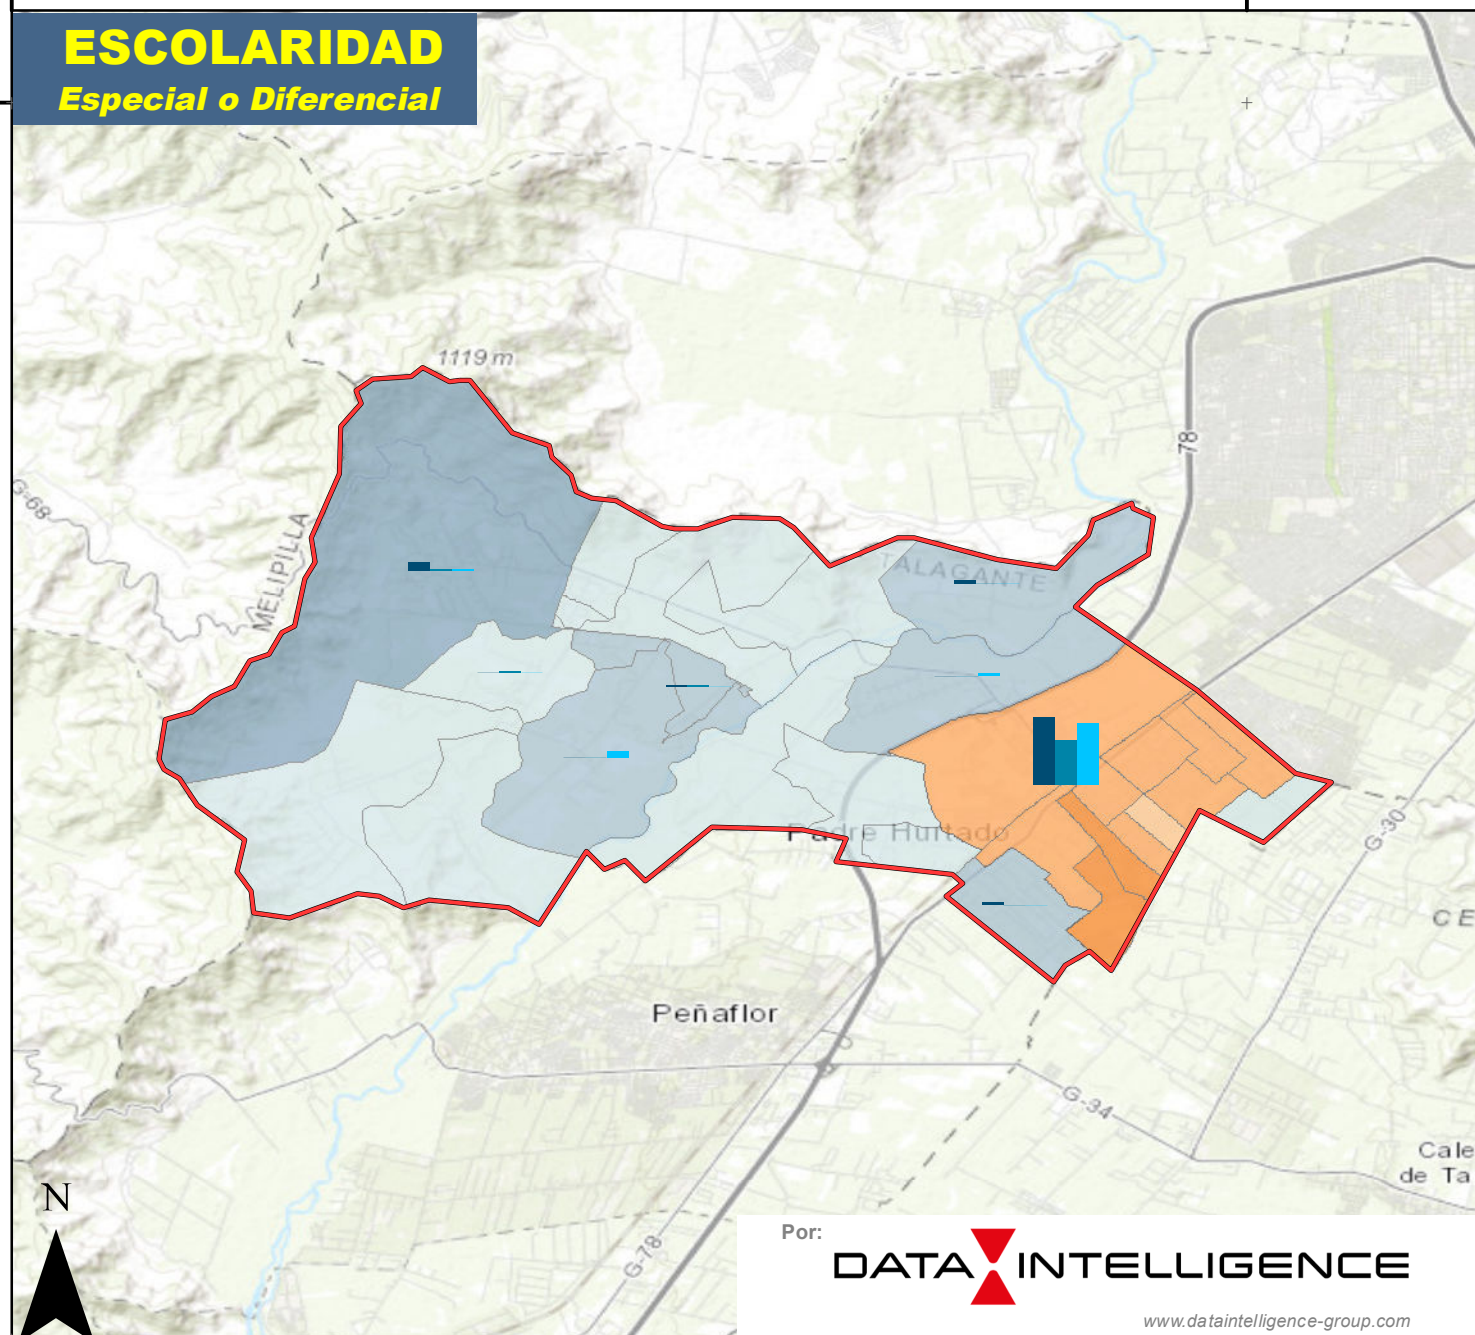 ESCOLARIDAD
Especial o Diferencial
1119 m
78
G-68
MELIPILLA
TALAGANTE
Padre Hurtado
G-30
CE
Peñaflor
G-34
Cale
de Ta
N
G-78
Por:
DATA INTELLIGENCE
www.dataintelligence-group.com